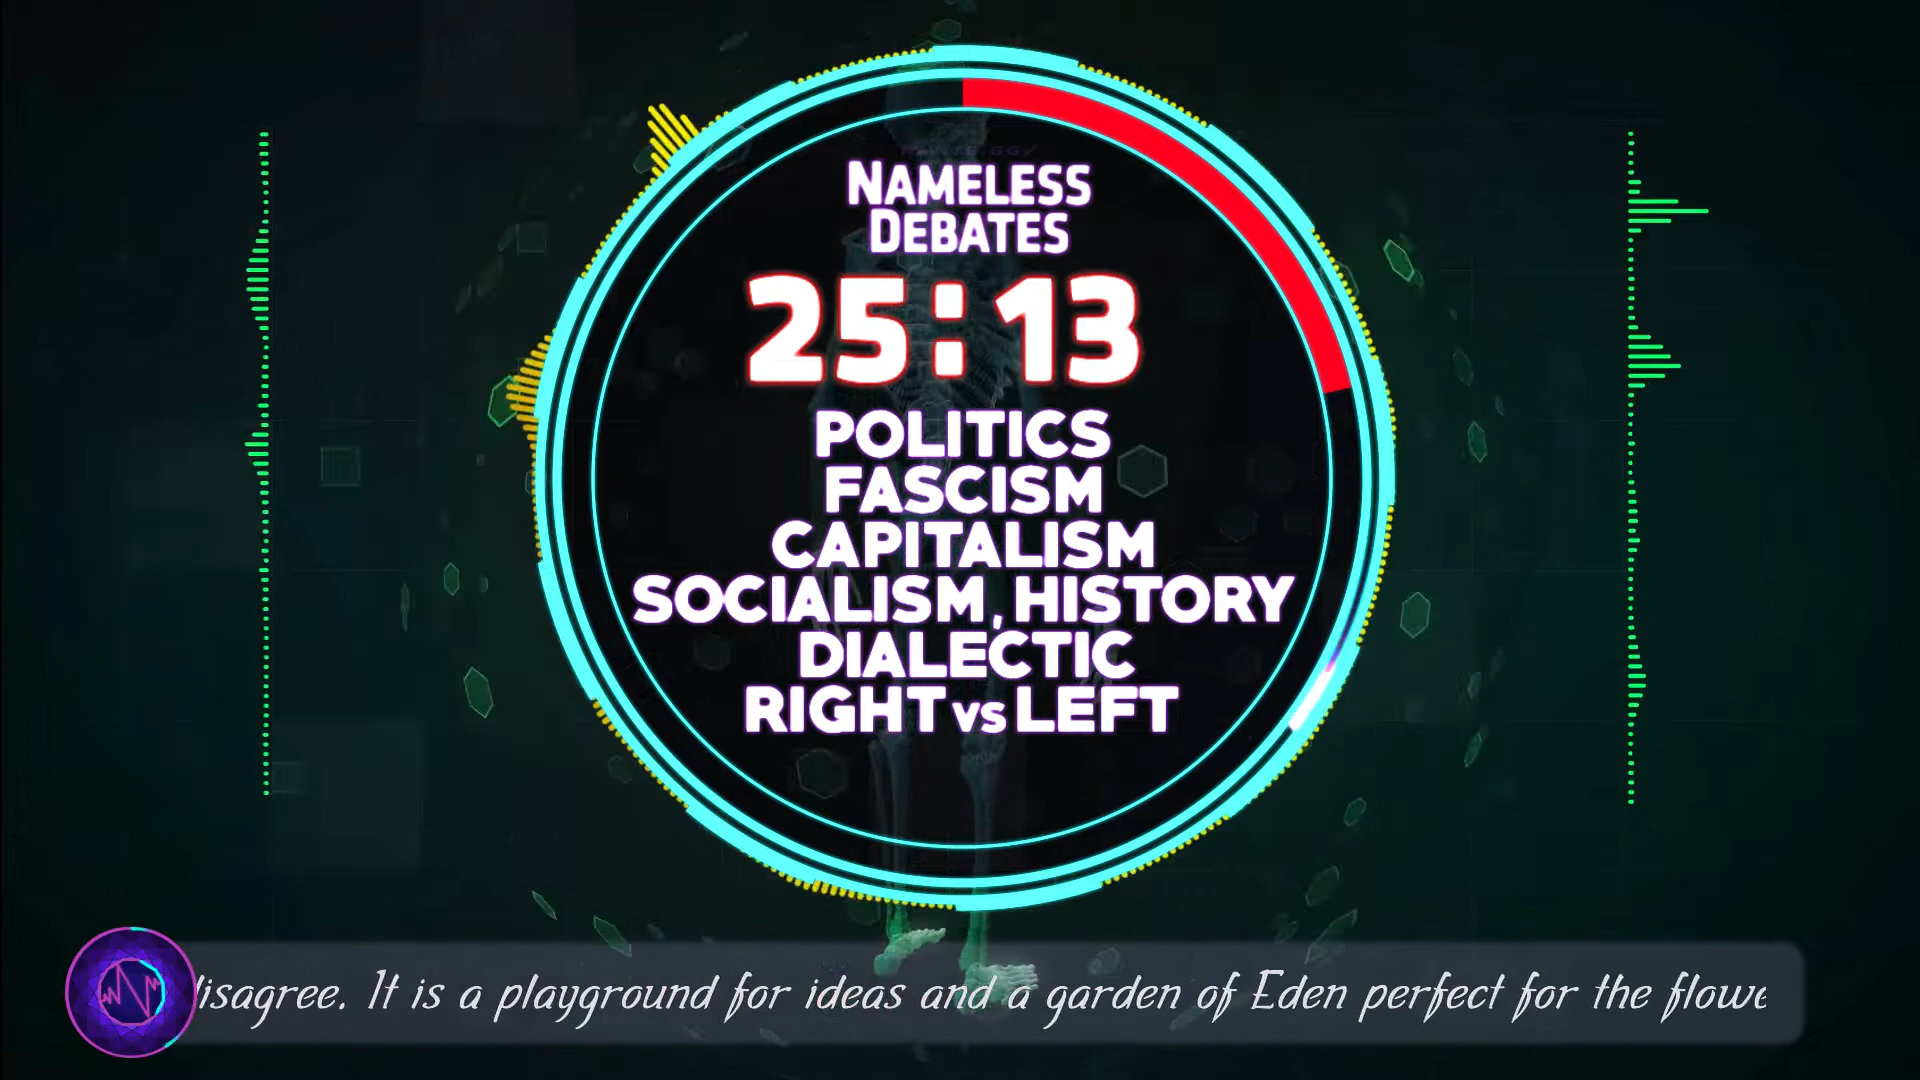 NAMELESS
DEBATES
25:13
POLITICS
FASCISM
CAPITALISM
SOCIALISM, HISTORY
DIALECTIC
RIGHT vs LEFT
disagree. It is a playground for ideas and a garden of Eden perfect for the